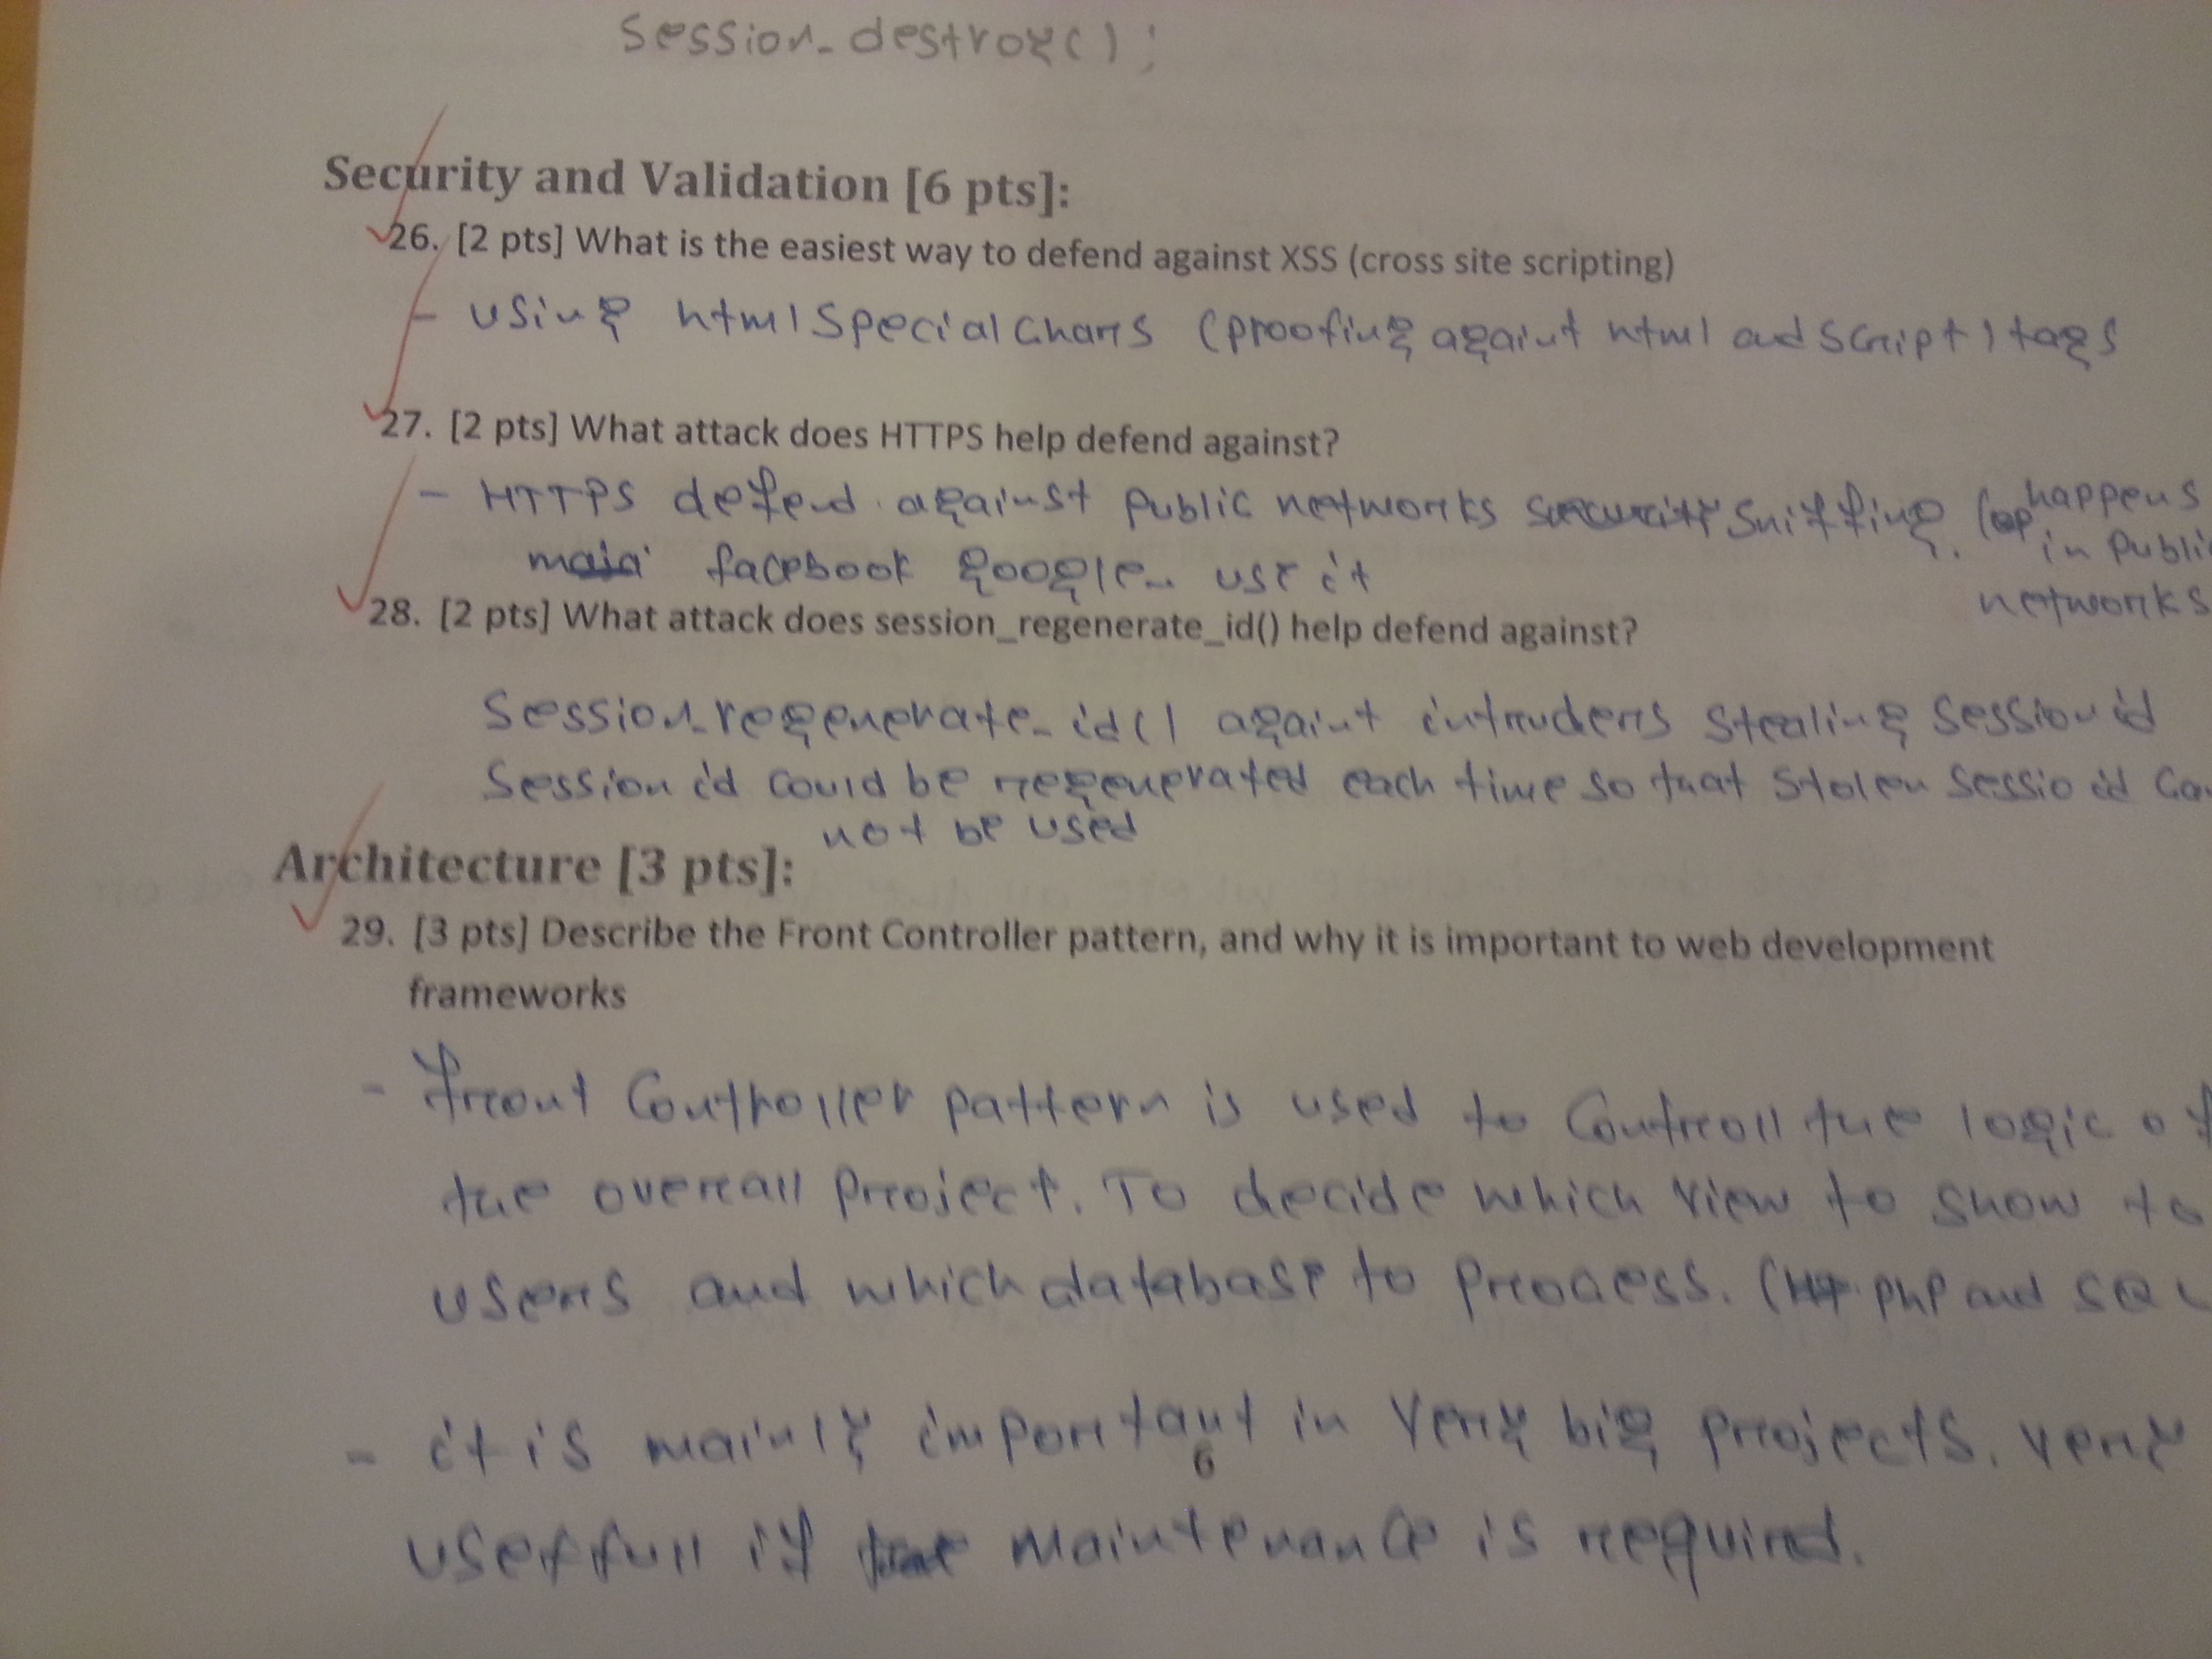 session_destroy();
Security and Validation [6 pts]:
26. [2 pts] What is the easiest way to defend against XSS (cross site scripting)
- using htmlspecialchars (proofing againt html and script) tags
27. [2 pts] What attack does HTTPS help defend against?
- HTTPS defend against public networks sniffing. (happens
main facebook google.. use it in public
networks
28. [2 pts] What attack does session_regenerate_id() help defend against?
session_regenerate_id() againt intruders stealing session id
session id could be regenerated each time so that stolen sessio id can
not be used
Architecture [3 pts]:
29. [3 pts] Describe the Front Controller pattern, and why it is important to web development
frameworks
- front Controller pattern is used to Controll the logic of
the overall project. To decide which view to show to
users and which database to process. (php and SQL
- it is mainly important in very big projects. very
6
usefull if the maintenance is required.